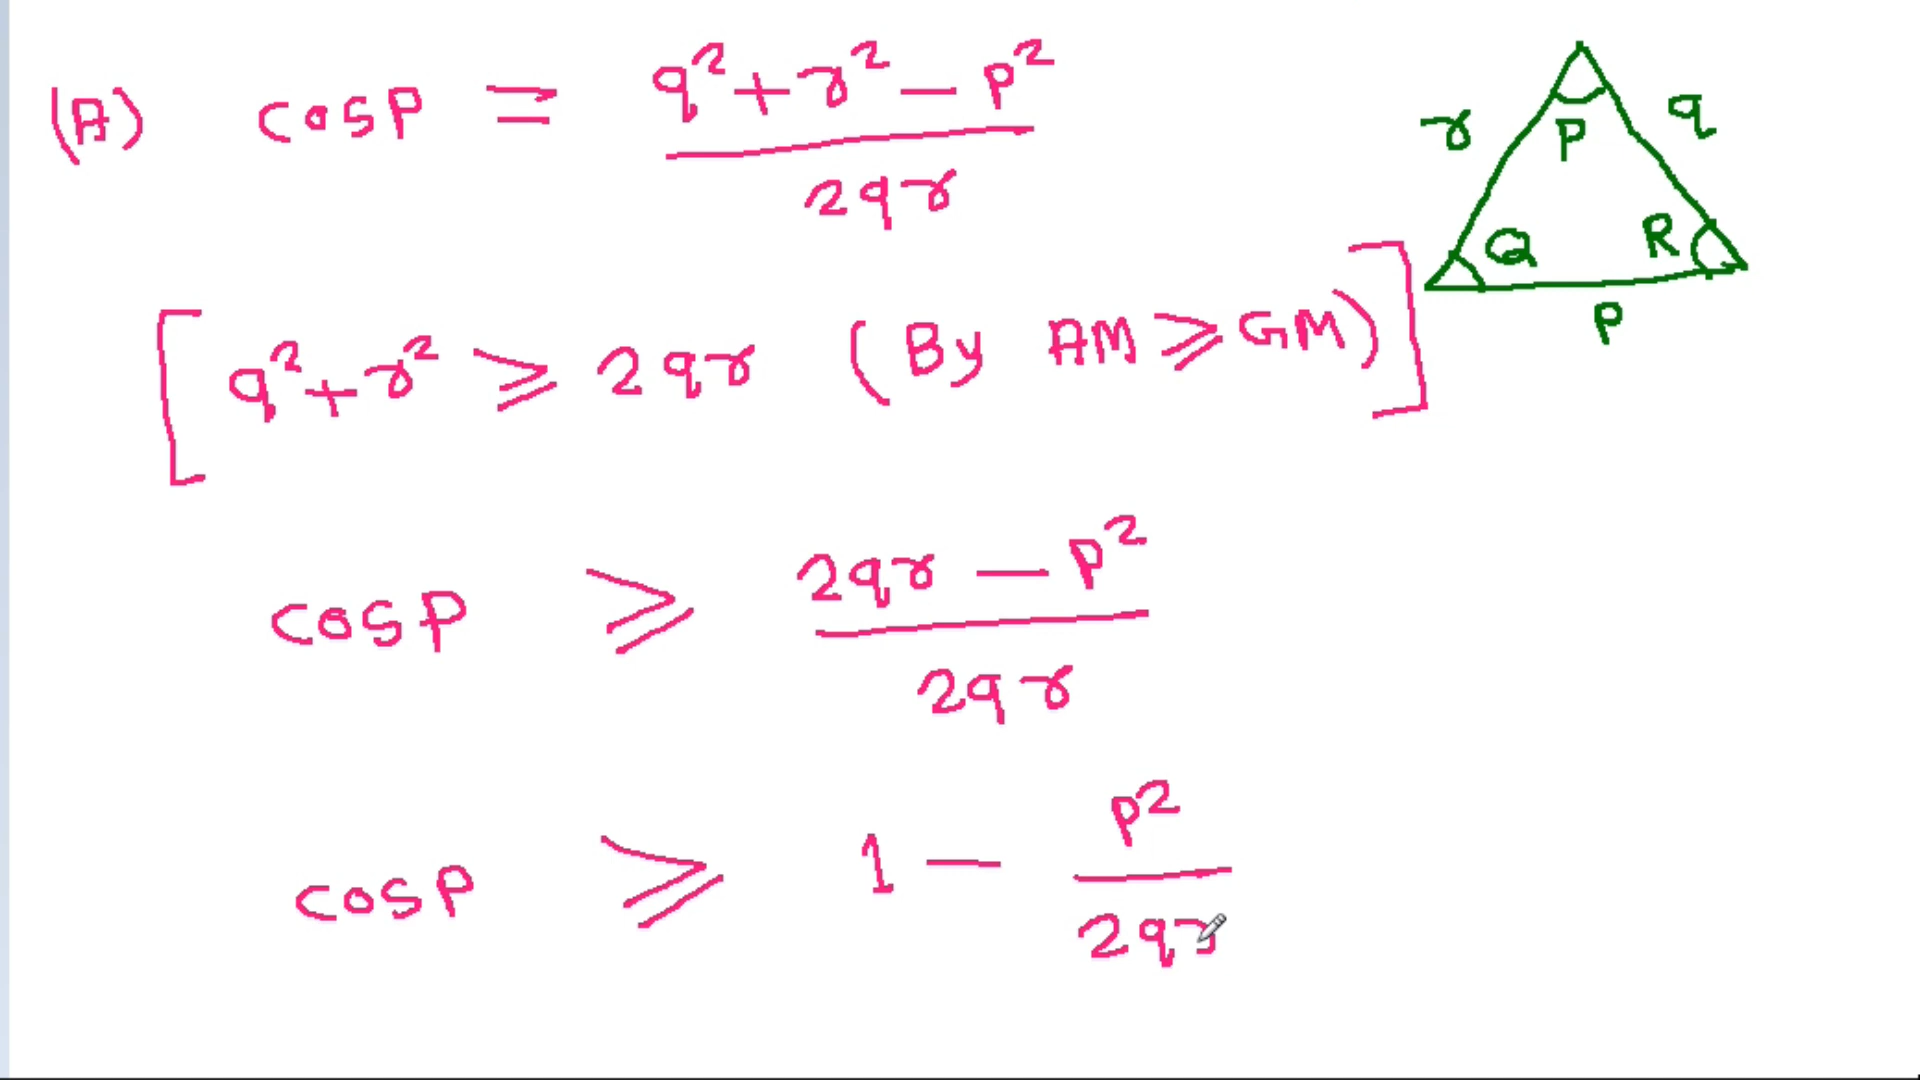 (A) cosP = q²+r²-p² / 2qr
[q²+r² ⩾ 2qr (By AM ⩾ GM)]
cosP ⩾ 2qr - p² / 2qr
cosP ⩾ 1 - p² / 2qr
r P q
Q R
p